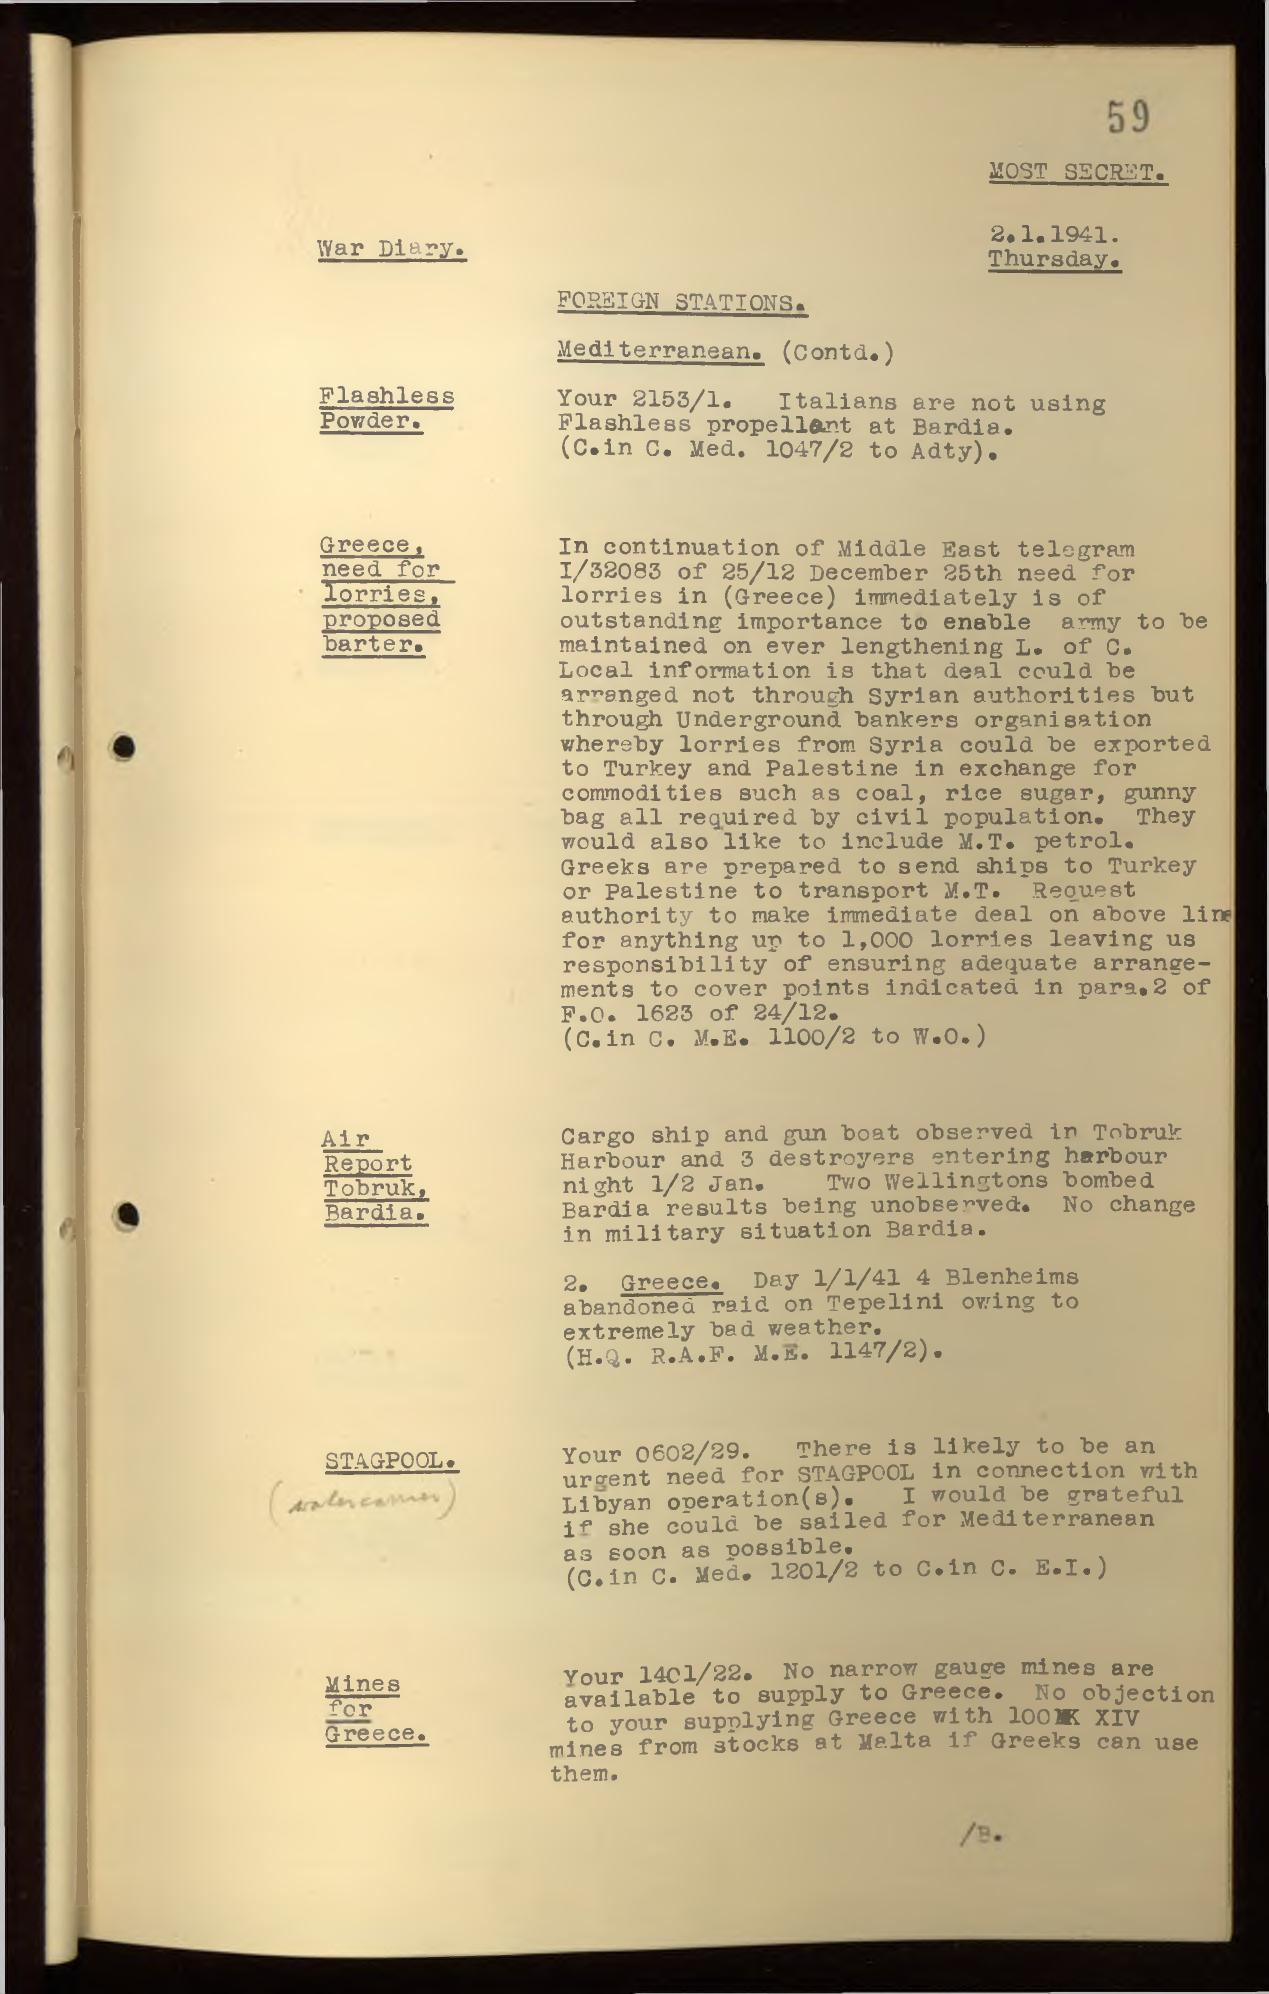 59
MOST SECRET.
War Diary.
2.1.1941.
Thursday.
FOREIGN STATIONS.
Mediterranean. (Contd.)
Flashless
Powder.
Your 2153/1. Italians are not using
Flashless propellant at Bardia.
(C.in C. Med. 1047/2 to Adty).
Greece,
need for
lorries,
proposed
barter.
In continuation of Middle East telegram
I/32083 of 25/12 December 25th need for
lorries in (Greece) immediately is of
outstanding importance to enable army to be
maintained on ever lengthening L. of C.
Local information is that deal could be
arranged not through Syrian authorities but
through Underground bankers organisation
whereby lorries from Syria could be exported
to Turkey and Palestine in exchange for
commodities such as coal, rice sugar, gunny
bag all required by civil population. They
would also like to include M.T. petrol.
Greeks are prepared to send ships to Turkey
or Palestine to transport M.T. Request
authority to make immediate deal on above line
for anything up to 1,000 lorries leaving us
responsibility of ensuring adequate arrange-
ments to cover points indicated in para.2 of
F.O. 1623 of 24/12.
(C.in C. M.E. 1100/2 to W.O.)
Air
Report
Tobruk,
Bardia.
Cargo ship and gun boat observed in Tobruk
Harbour and 3 destroyers entering harbour
night 1/2 Jan. Two Wellingtons bombed
Bardia results being unobserved. No change
in military situation Bardia.
2. Greece. Day 1/1/41 4 Blenheims
abandoned raid on Tepelini owing to
extremely bad weather.
(H.Q. R.A.F. M.E. 1147/2).
STAGPOOL.
(watercarrier)
Your 0602/29. There is likely to be an
urgent need for STAGPOOL in connection with
Libyan operation(s). I would be grateful
if she could be sailed for Mediterranean
as soon as possible.
(C.in C. Med. 1201/2 to C.in C. E.I.)
Mines
for
Greece.
Your 1401/22. No narrow gauge mines are
available to supply to Greece. No objection
to your supplying Greece with 100 MK XIV
mines from stocks at Malta if Greeks can use
them.
/B.